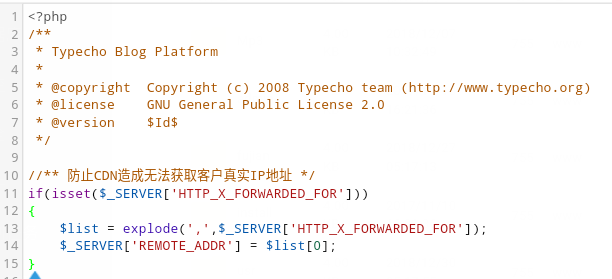 1 <?php
2 /**
3  * Typecho Blog Platform
4  *
5  * @copyright  Copyright (c) 2008 Typecho team (http://www.typecho.org)
6  * @license    GNU General Public License 2.0
7  * @version    $Id$
8  */
9
10 //** 防止CDN造成无法获取客户真实IP地址 */
11 if(isset($_SERVER['HTTP_X_FORWARDED_FOR']))
12 {
13     $list = explode(',',$_SERVER['HTTP_X_FORWARDED_FOR']);
14     $_SERVER['REMOTE_ADDR'] = $list[0];
15 }